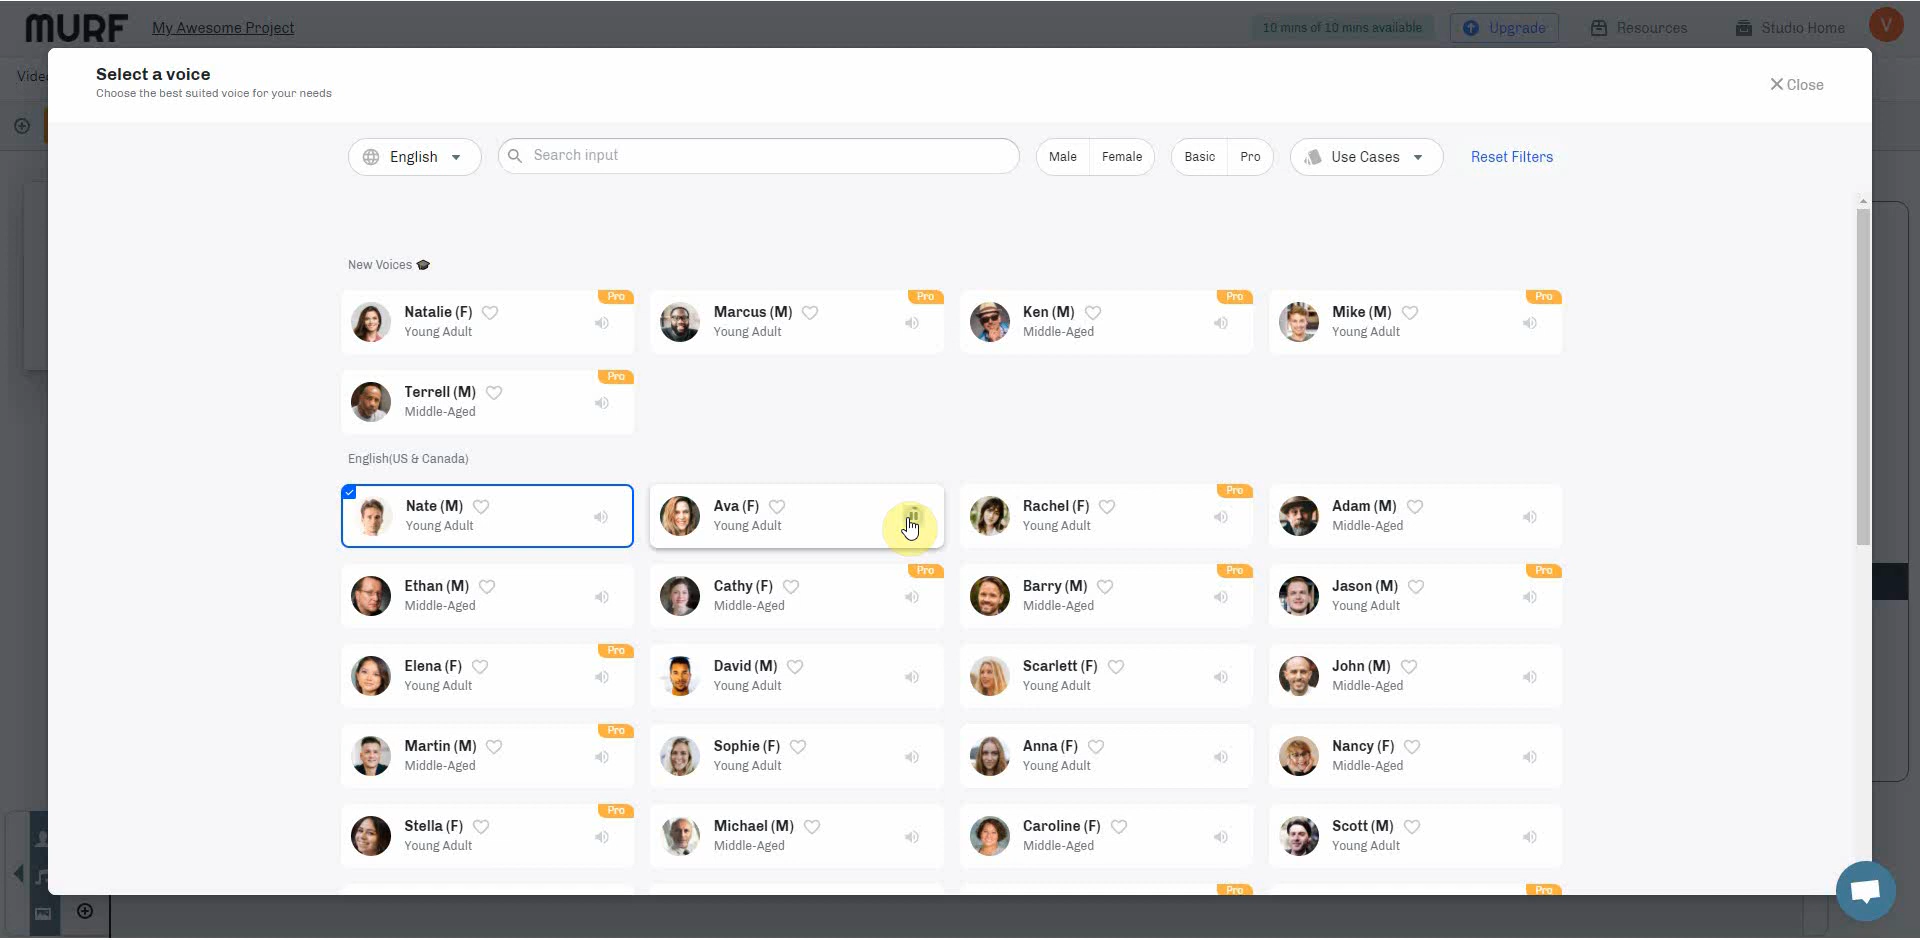 MURF My Awesome Project 10 mins of 10 mins available Upgrade Resources Studio Home V
Select a voice
Choose the best suited voice for your needs
Close
English Search input Male Female Basic Pro Use Cases Reset Filters
New Voices
Natalie (F) Pro
Young Adult
Marcus (M) Pro
Young Adult
Ken (M) Pro
Middle-Aged
Mike (M) Pro
Young Adult
Terrell (M) Pro
Middle-Aged
English(US & Canada)
Nate (M)
Young Adult
Ava (F)
Young Adult
Rachel (F) Pro
Young Adult
Adam (M)
Middle-Aged
Ethan (M)
Middle-Aged
Cathy (F) Pro
Middle-Aged
Barry (M) Pro
Middle-Aged
Jason (M) Pro
Young Adult
Elena (F) Pro
Young Adult
David (M)
Young Adult
Scarlett (F)
Young Adult
John (M)
Middle-Aged
Martin (M) Pro
Middle-Aged
Sophie (F)
Young Adult
Anna (F)
Young Adult
Nancy (F)
Middle-Aged
Stella (F) Pro
Young Adult
Michael (M)
Middle-Aged
Caroline (F)
Middle-Aged
Scott (M)
Young Adult
Pro
Pro